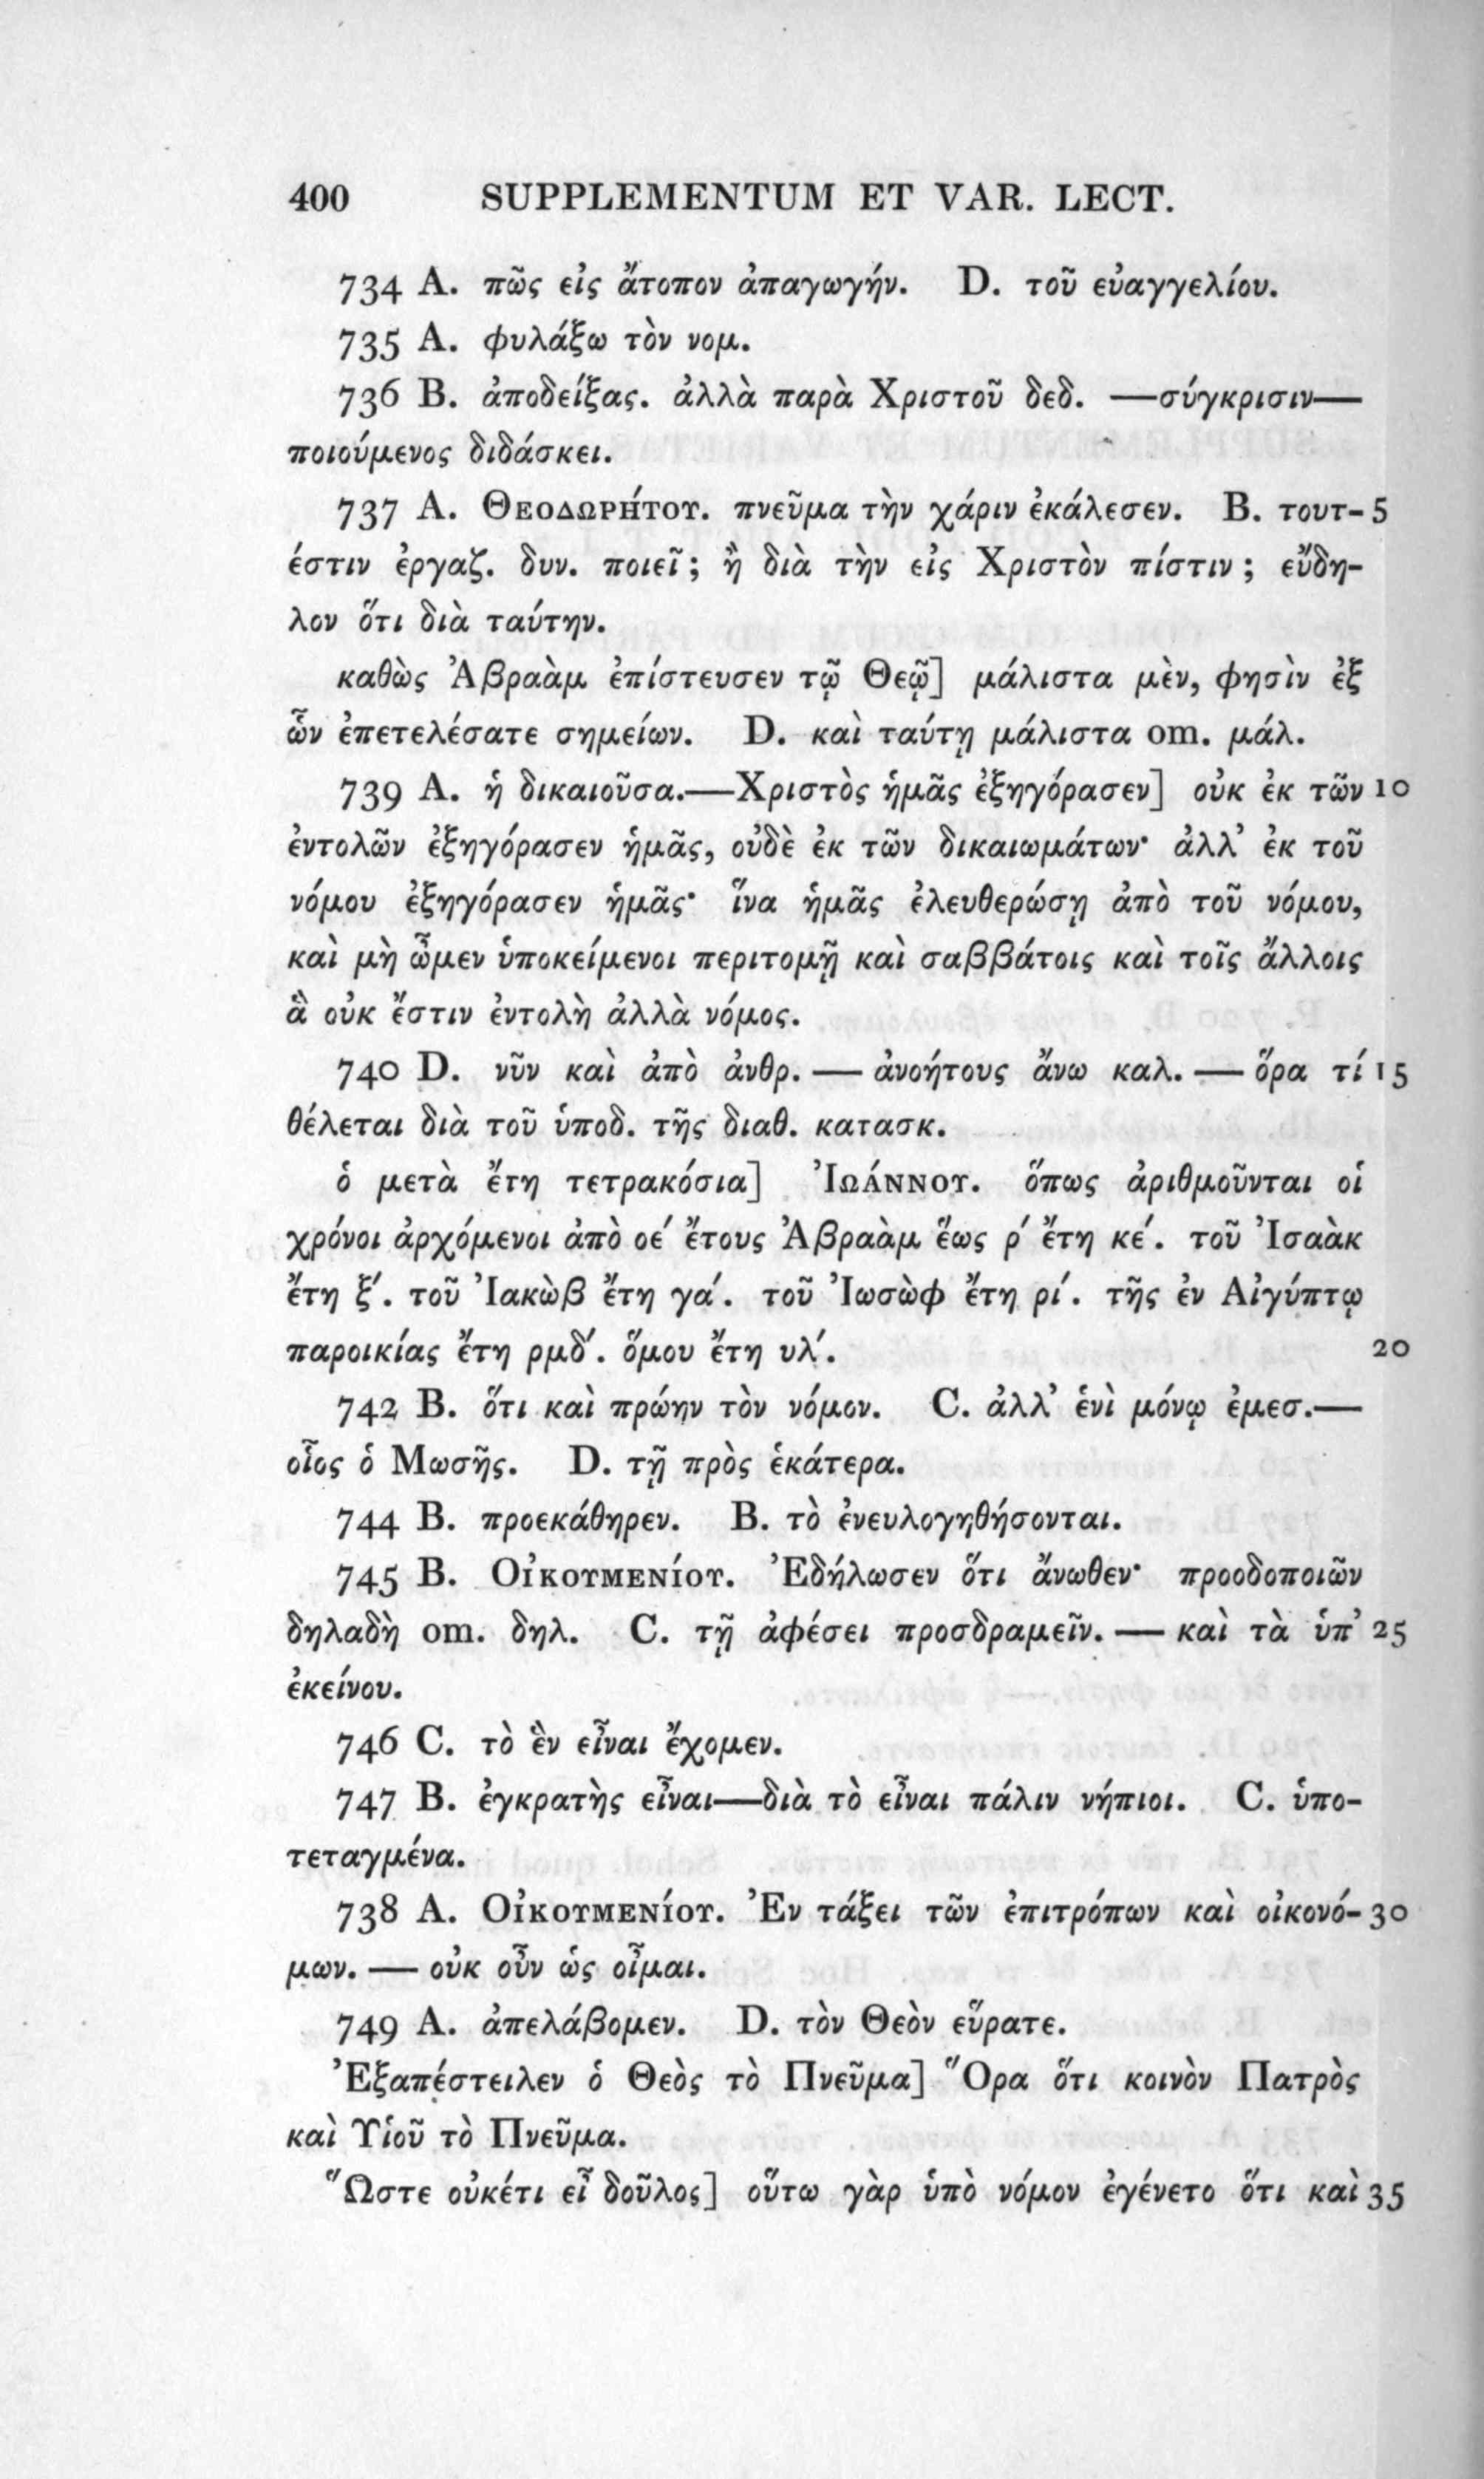 400 SUPPLEMENTUM ET VAR. LECT.
734 A. πῶς εἰς ἄτοπον ἀπαγωγήν. D. τοῦ εὐαγγελίου.
735 A. φυλάξω τὸν νομ.
736 B. ἀποδείξας. ἀλλὰ παρὰ Χριστοῦ δεδ. —σύγκρισιν—
ποιούμενος διδάσκει.
737 A. ΘΕΟΔΩΡΉΤΟΥ. πνεῦμα τὴν χάριν ἐκάλεσεν. B. τουτ- 5
έστιν ἐργαζ. δυν. ποιεῖ; ἢ διὰ τὴν εἰς Χριστὸν πίστιν; εὔδη-
λον ὅτι διὰ ταύτην.
καθὼς Ἀβραὰμ ἐπίστευσεν τῷ Θεῷ] μάλιστα μὲν, φησὶν ἐξ
ὧν ἐπετελέσατε σημείων. D. καὶ ταύτῃ μάλιστα om. μάλ.
739 A. ἡ δικαιοῦσα.—Χριστὸς ἡμᾶς ἐξηγόρασεν] οὐκ ἐκ τῶν 10
ἐντολῶν ἐξηγόρασεν ἡμᾶς, οὐδὲ ἐκ τῶν δικαιωμάτων· ἀλλ’ ἐκ τοῦ
νόμου ἐξηγόρασεν ἡμᾶς· ἵνα ἡμᾶς ἐλευθερώσῃ ἀπὸ τοῦ νόμου,
καὶ μὴ ὦμεν ὑποκείμενοι περιτομῇ καὶ σαββάτοις καὶ τοῖς ἄλλοις
ἃ οὐκ ἔστιν ἐντολὴ ἀλλὰ νόμος.
740 D. νῦν καὶ ἀπὸ ἀνθρ. — ἀνοήτους ἄνω καλ. — ὅρα τί 15
θέλεται διὰ τοῦ ὑποδ. τῆς διαθ. κατασκ.
ὁ μετὰ ἔτη τετρακόσια] ἸΩΆΝΝΟΥ. ὅπως ἀριθμοῦνται οἱ
χρόνοι ἀρχόμενοι ἀπὸ οε´ ἔτους Ἀβραὰμ ἕως ρ´ ἔτη κε´. τοῦ Ἰσαὰκ
ἔτη ξ´. τοῦ Ἰακὼβ ἔτη γα´. τοῦ Ἰωσὼφ ἔτη ρι´. τῆς ἐν Αἰγύπτῳ
παροικίας ἔτη ρμδ´. ὅμου ἔτη υλ´. 20
742 B. ὅτι καὶ πρώην τὸν νόμον. C. ἀλλ’ ἑνὶ μόνῳ ἐμεσ.—
οἷος ὁ Μωσῆς. D. τῇ πρὸς ἑκάτερα.
744 B. προεκάθηρεν. B. τὸ ἐνευλογηθήσονται.
745 B. ΟἸΚΟΥΜΕΝΊΟΥ. Ἐδήλωσεν ὅτι ἄνωθεν· προοδοποιῶν
δηλαδὴ om. δηλ. C. τῇ ἀφέσει προσδραμεῖν. — καὶ τὰ ὑπ’ 25
ἐκείνου.
746 C. τὸ ἓν εἶναι ἔχομεν.
747 B. ἐγκρατὴς εἶναι—διὰ τὸ εἶναι πάλιν νήπιοι. C. ὑπο-
τεταγμένα.
738 A. ΟἸΚΟΥΜΕΝΊΟΥ. Ἐν τάξει τῶν ἐπιτρόπων καὶ οἰκονό- 30
μων. — οὐκ οὖν ὡς οἶμαι.
749 A. ἀπελάβομεν. D. τὸν Θεὸν εὕρατε.
Ἐξαπέστειλεν ὁ Θεὸς τὸ Πνεῦμα] Ὅρα ὅτι κοινὸν Πατρὸς
καὶ Υἱοῦ τὸ Πνεῦμα.
Ὥστε οὐκέτι εἶ δοῦλος] οὕτω γὰρ ὑπὸ νόμον ἐγένετο ὅτι καὶ 35